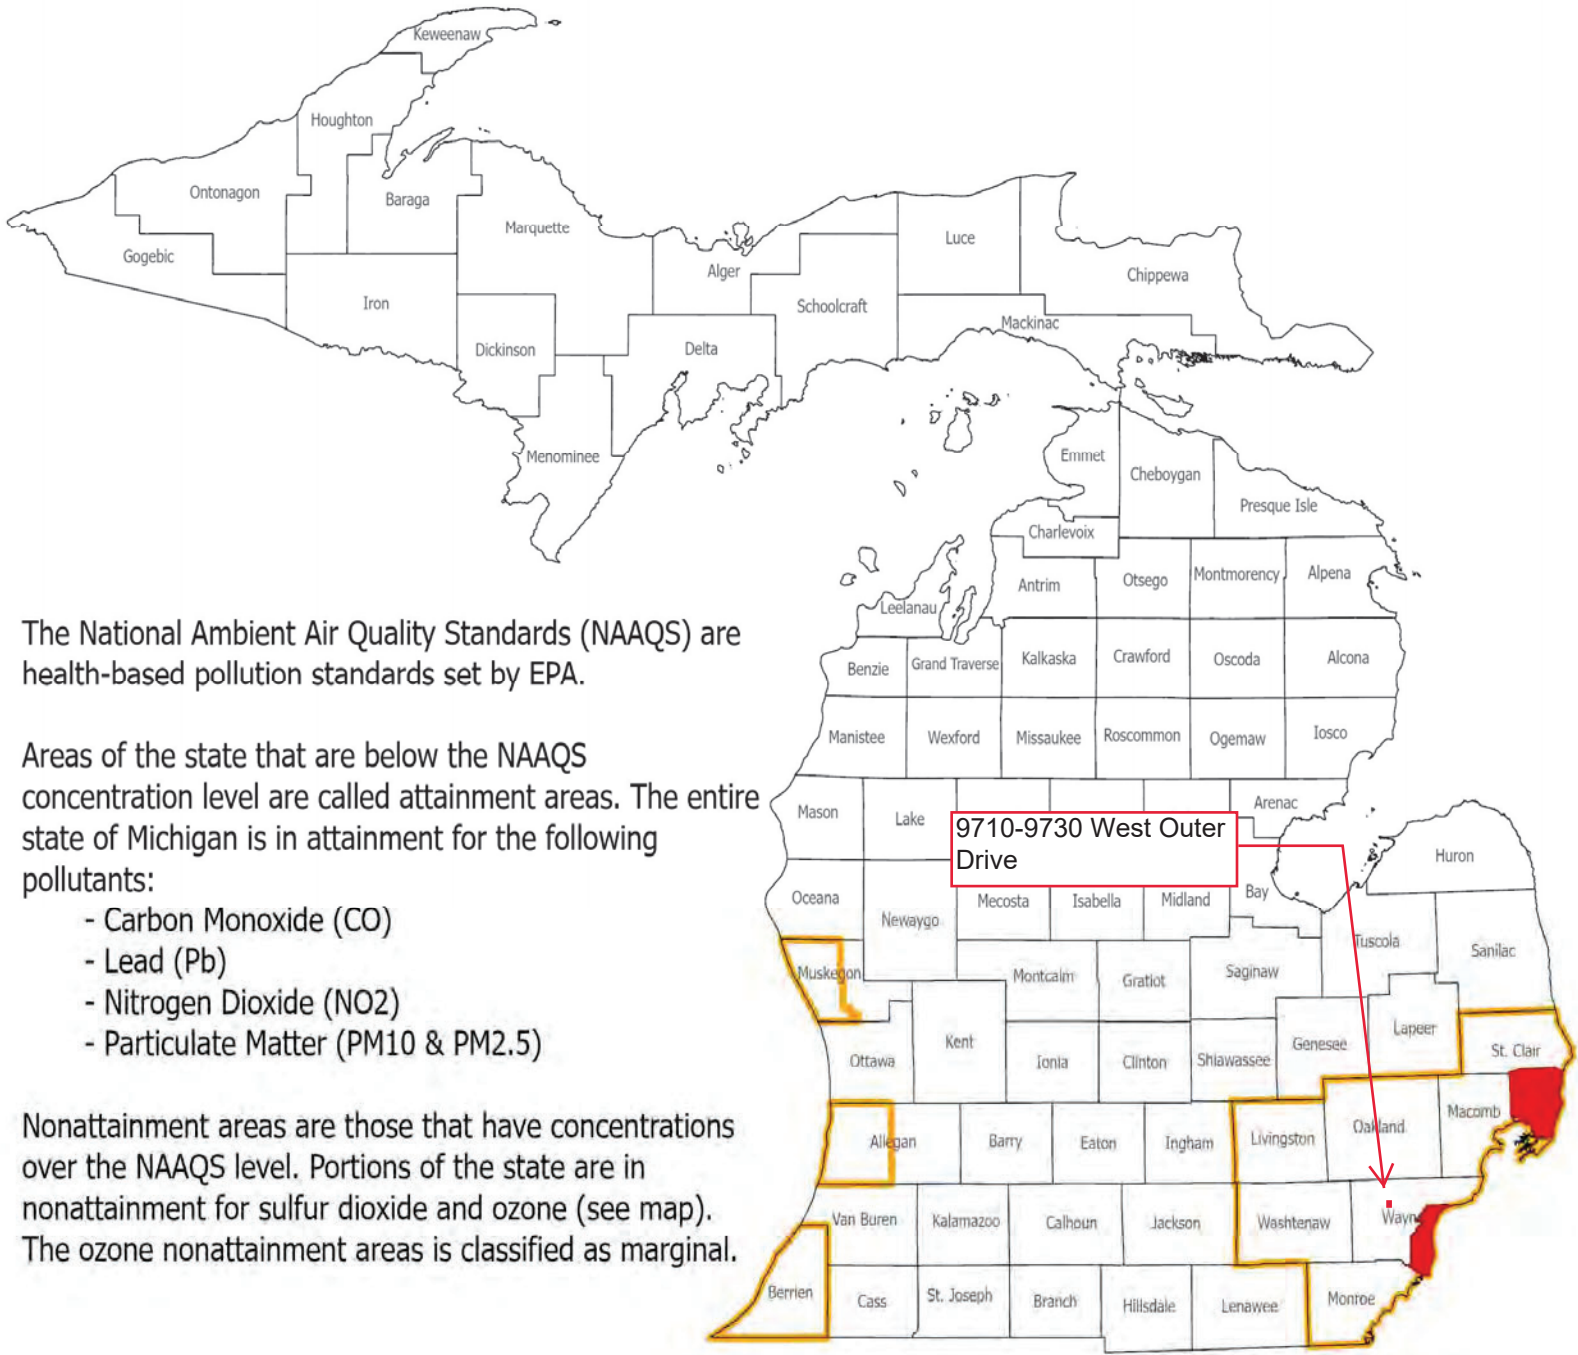 Keweenaw
Houghton
Ontonagon
Baraga
Marquette
Gogebic
Alger
Luce
Chippewa
Iron
Schoolcraft
Mackinac
Dickinson
Delta
Menominee
Emmet
Cheboygan
Presque Isle
Charlevoix
Antrim
Otsego
Montmorency
Alpena
Leelanau
The National Ambient Air Quality Standards (NAAQS) are
health-based pollution standards set by EPA.
Benzie
Grand Traverse
Kalkaska
Crawford
Oscoda
Alcona
Manistee
Wexford
Missaukee
Roscommon
Ogemaw
Iosco
Areas of the state that are below the NAAQS
concentration level are called attainment areas. The entire
state of Michigan is in attainment for the following
pollutants:
- Carbon Monoxide (CO)
- Lead (Pb)
- Nitrogen Dioxide (NO2)
- Particulate Matter (PM10 & PM2.5)
Mason
Lake
Arenac
9710-9730 West Outer
Drive
Huron
Oceana
Newaygo
Mecosta
Isabella
Midland
Bay
Tuscola
Sanilac
Muskegon
Montcalm
Gratiot
Saginaw
Lapeer
Genesee
St. Clair
Ottawa
Kent
Ionia
Clinton
Shiawassee
Nonattainment areas are those that have concentrations
over the NAAQS level. Portions of the state are in
nonattainment for sulfur dioxide and ozone (see map).
The ozone nonattainment areas is classified as marginal.
Allegan
Barry
Eaton
Ingham
Livingston
Oakland
Macomb
Van Buren
Kalamazoo
Calhoun
Jackson
Washtenaw
Wayn
Berrien
Cass
St. Joseph
Branch
Hillsdale
Lenawee
Monroe